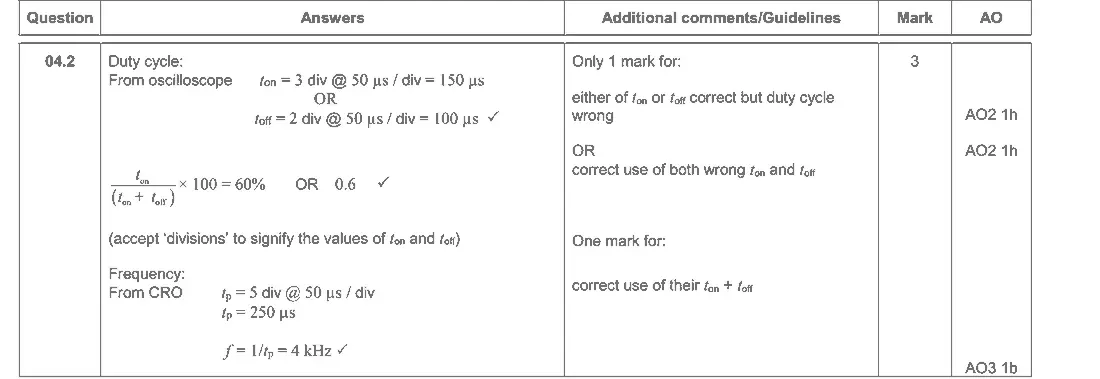 Question Answers Additional comments/Guidelines Mark AO
04.2 Duty cycle: Only 1 mark for: 3
From oscilloscope tₒₙ = 3 div @ 50 µs / div = 150 µs
OR either of tₒₙ or tₒff correct but duty cycle
tₒff = 2 div @ 50 µs / div = 100 µs ✓ wrong AO2 1h
OR AO2 1h
correct use of both wrong tₒₙ and tₒff
tₒₙ / (tₒₙ + tₒff) × 100 = 60% OR 0.6 ✓
(accept ‘divisions’ to signify the values of tₒₙ and tₒff) One mark for:
Frequency:
From CRO tₚ = 5 div @ 50 µs / div correct use of their tₒₙ + tₒff
tₚ = 250 µs
f = 1/tₚ = 4 kHz ✓
AO3 1b